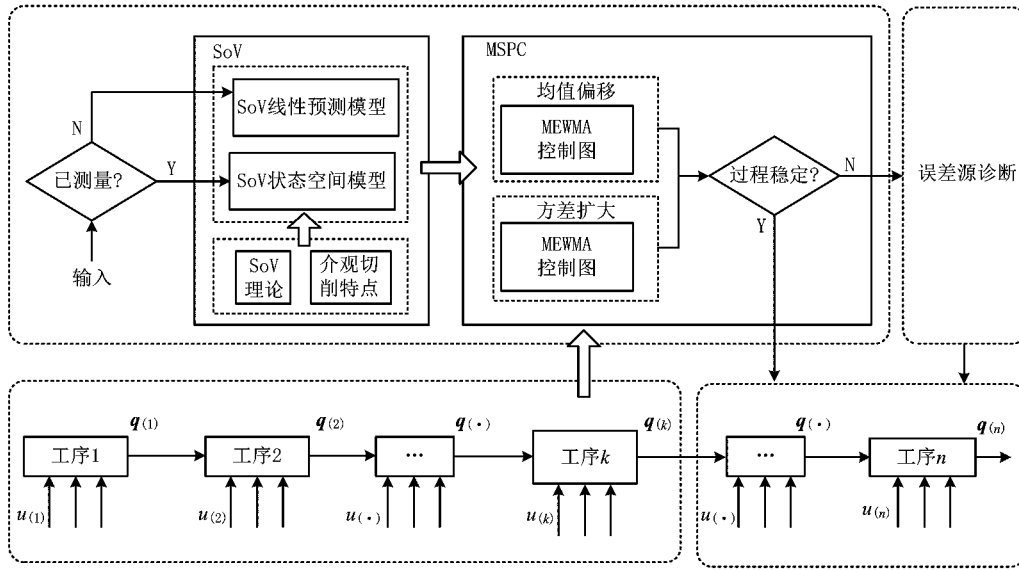 SoV
MSPC
均值偏移
SoV线性预测模型
MEWMA
控制图
N
已测量?
Y
SoV状态空间模型
过程稳定?
N
误差源诊断
方差扩大
Y
MEWMA
控制图
输入
SoV
理论
介观切
削特点
q(1)
q(2)
q(·)
q(k)
q(·)
q(n)
工序1
工序2
…
工序k
…
工序n
u(1)
u(2)
u(·)
u(k)
u(·)
u(n)